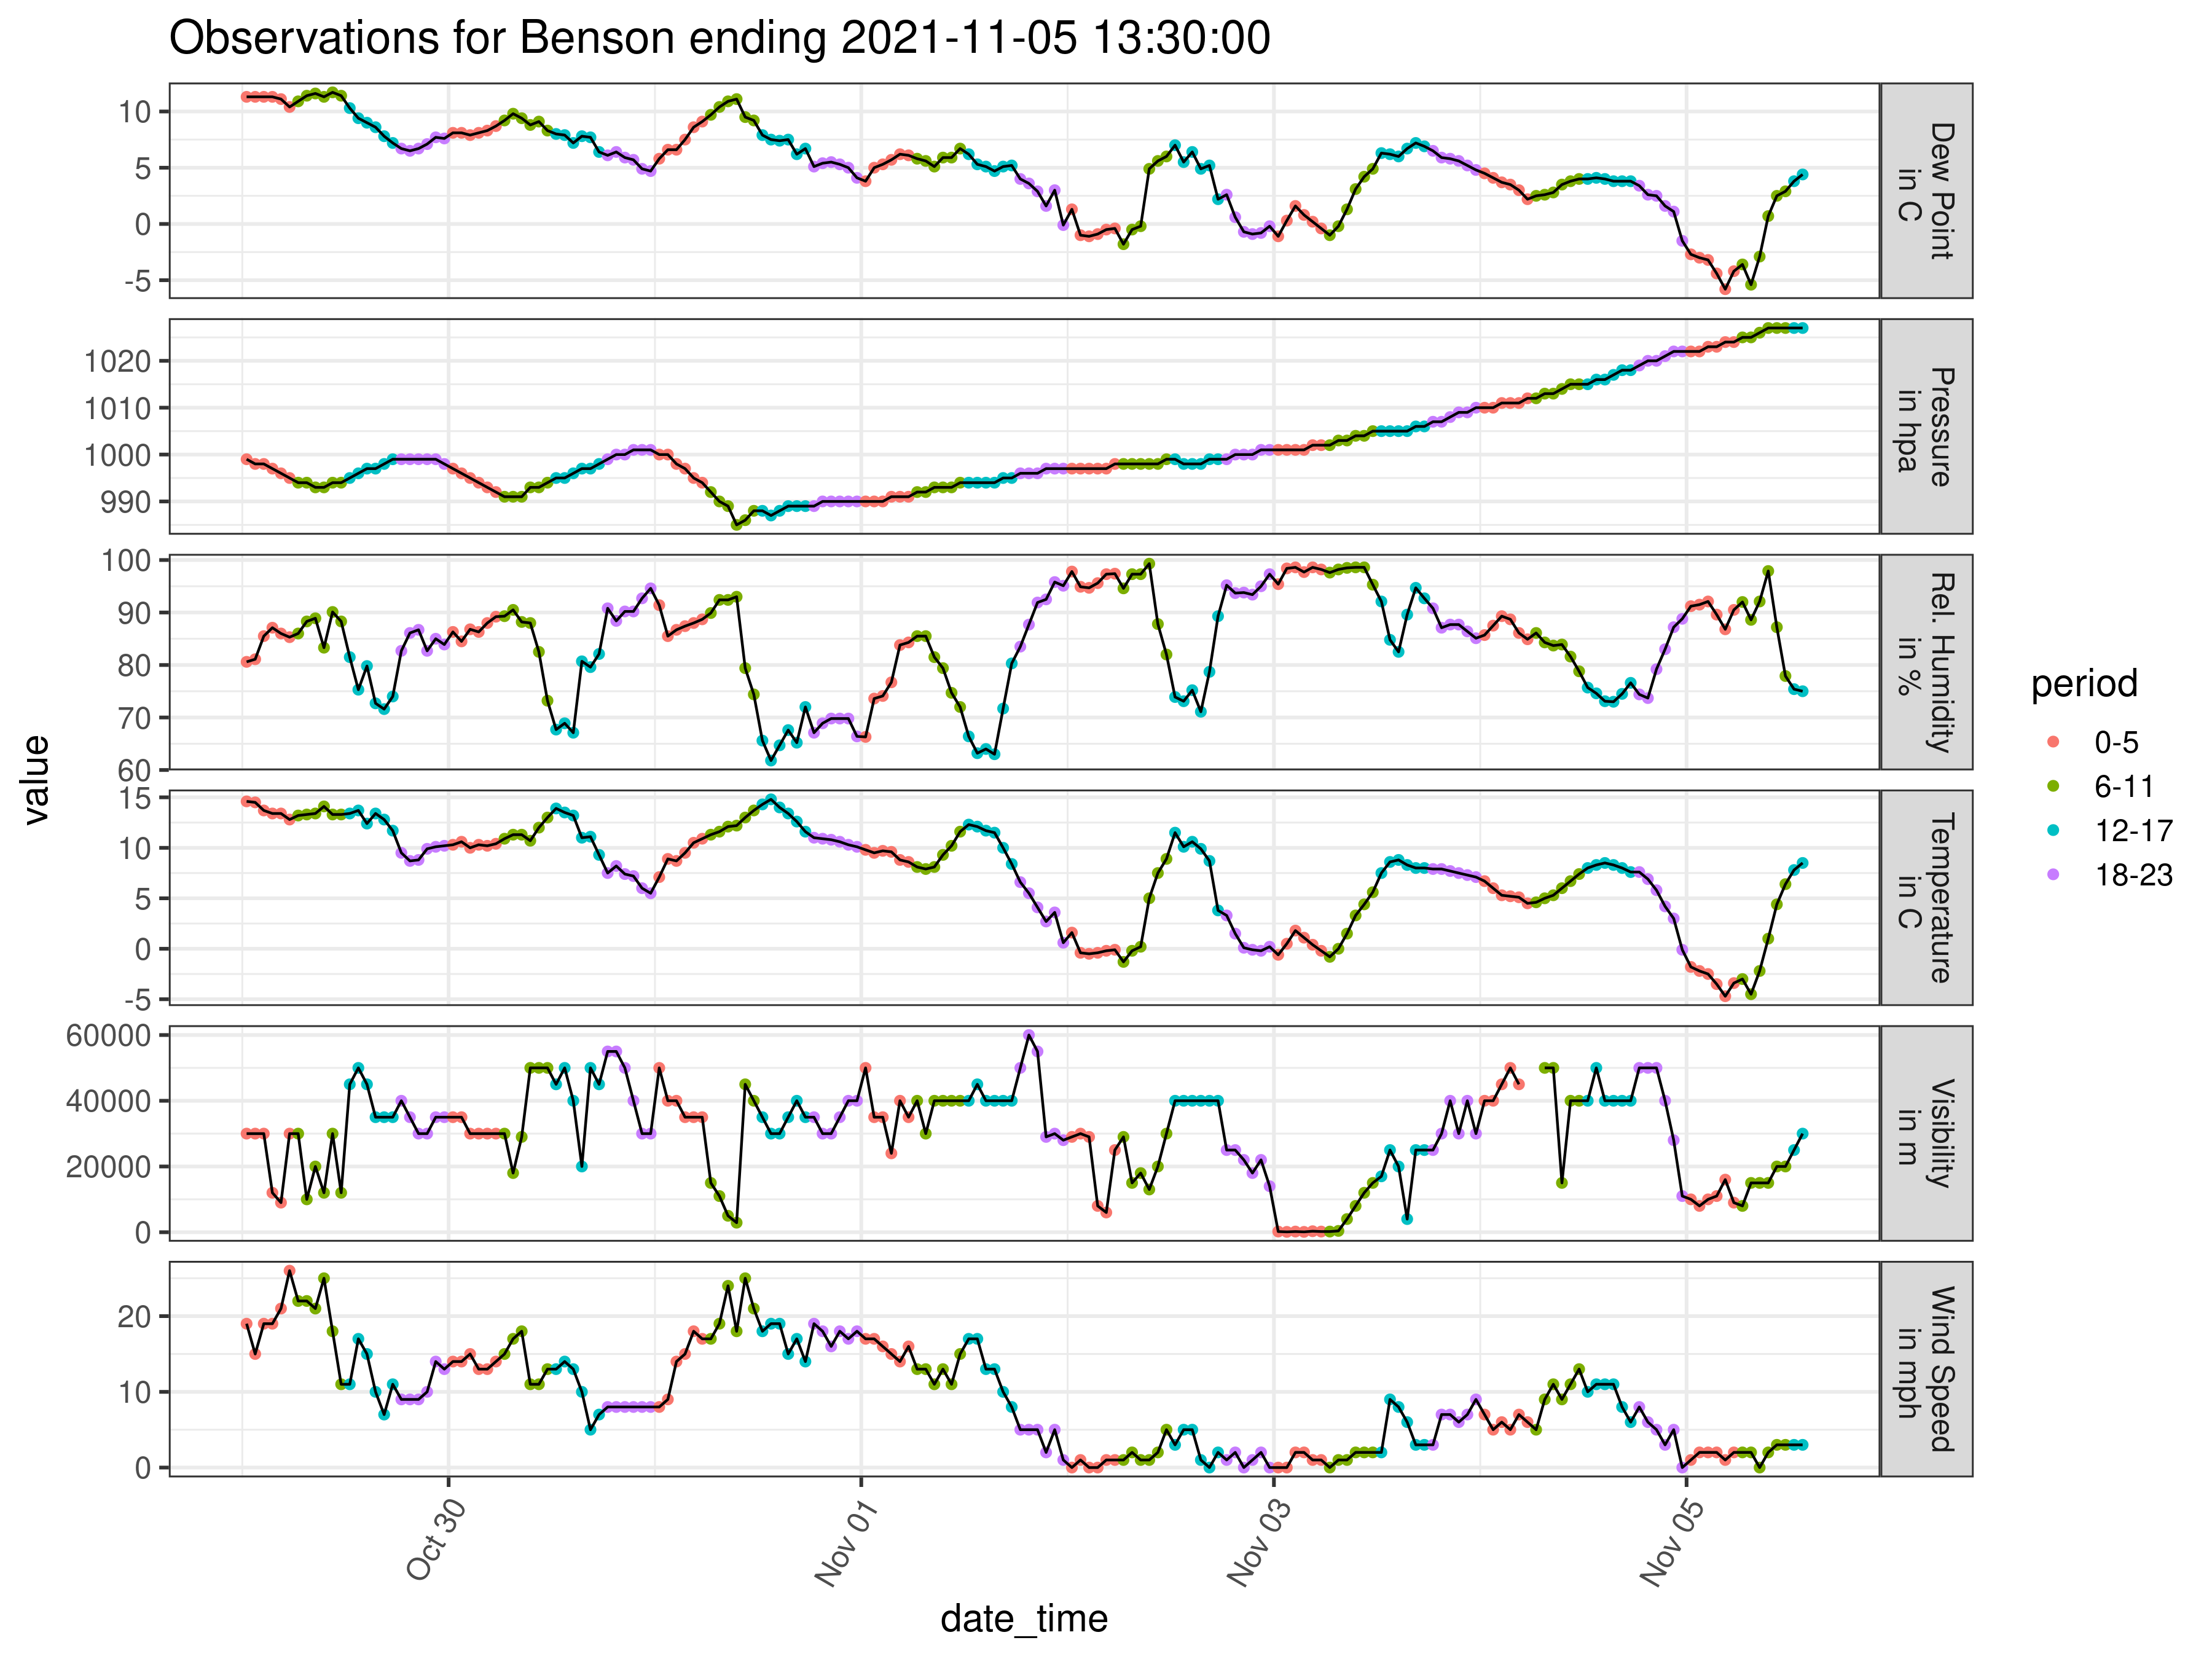 Observations for Benson ending 2021-11-05 13:30:00
value
10
5
0
-5
Dew Point
in C
1020
1010
1000
990
Pressure
in hpa
100
90
80
70
60
Rel. Humidity
in %
15
10
5
0
-5
Temperature
in C
60000
40000
20000
0
Visibility
in m
20
10
0
Wind Speed
in mph
Oct 30
Nov 01
Nov 03
Nov 05
date_time
period
0-5
6-11
12-17
18-23